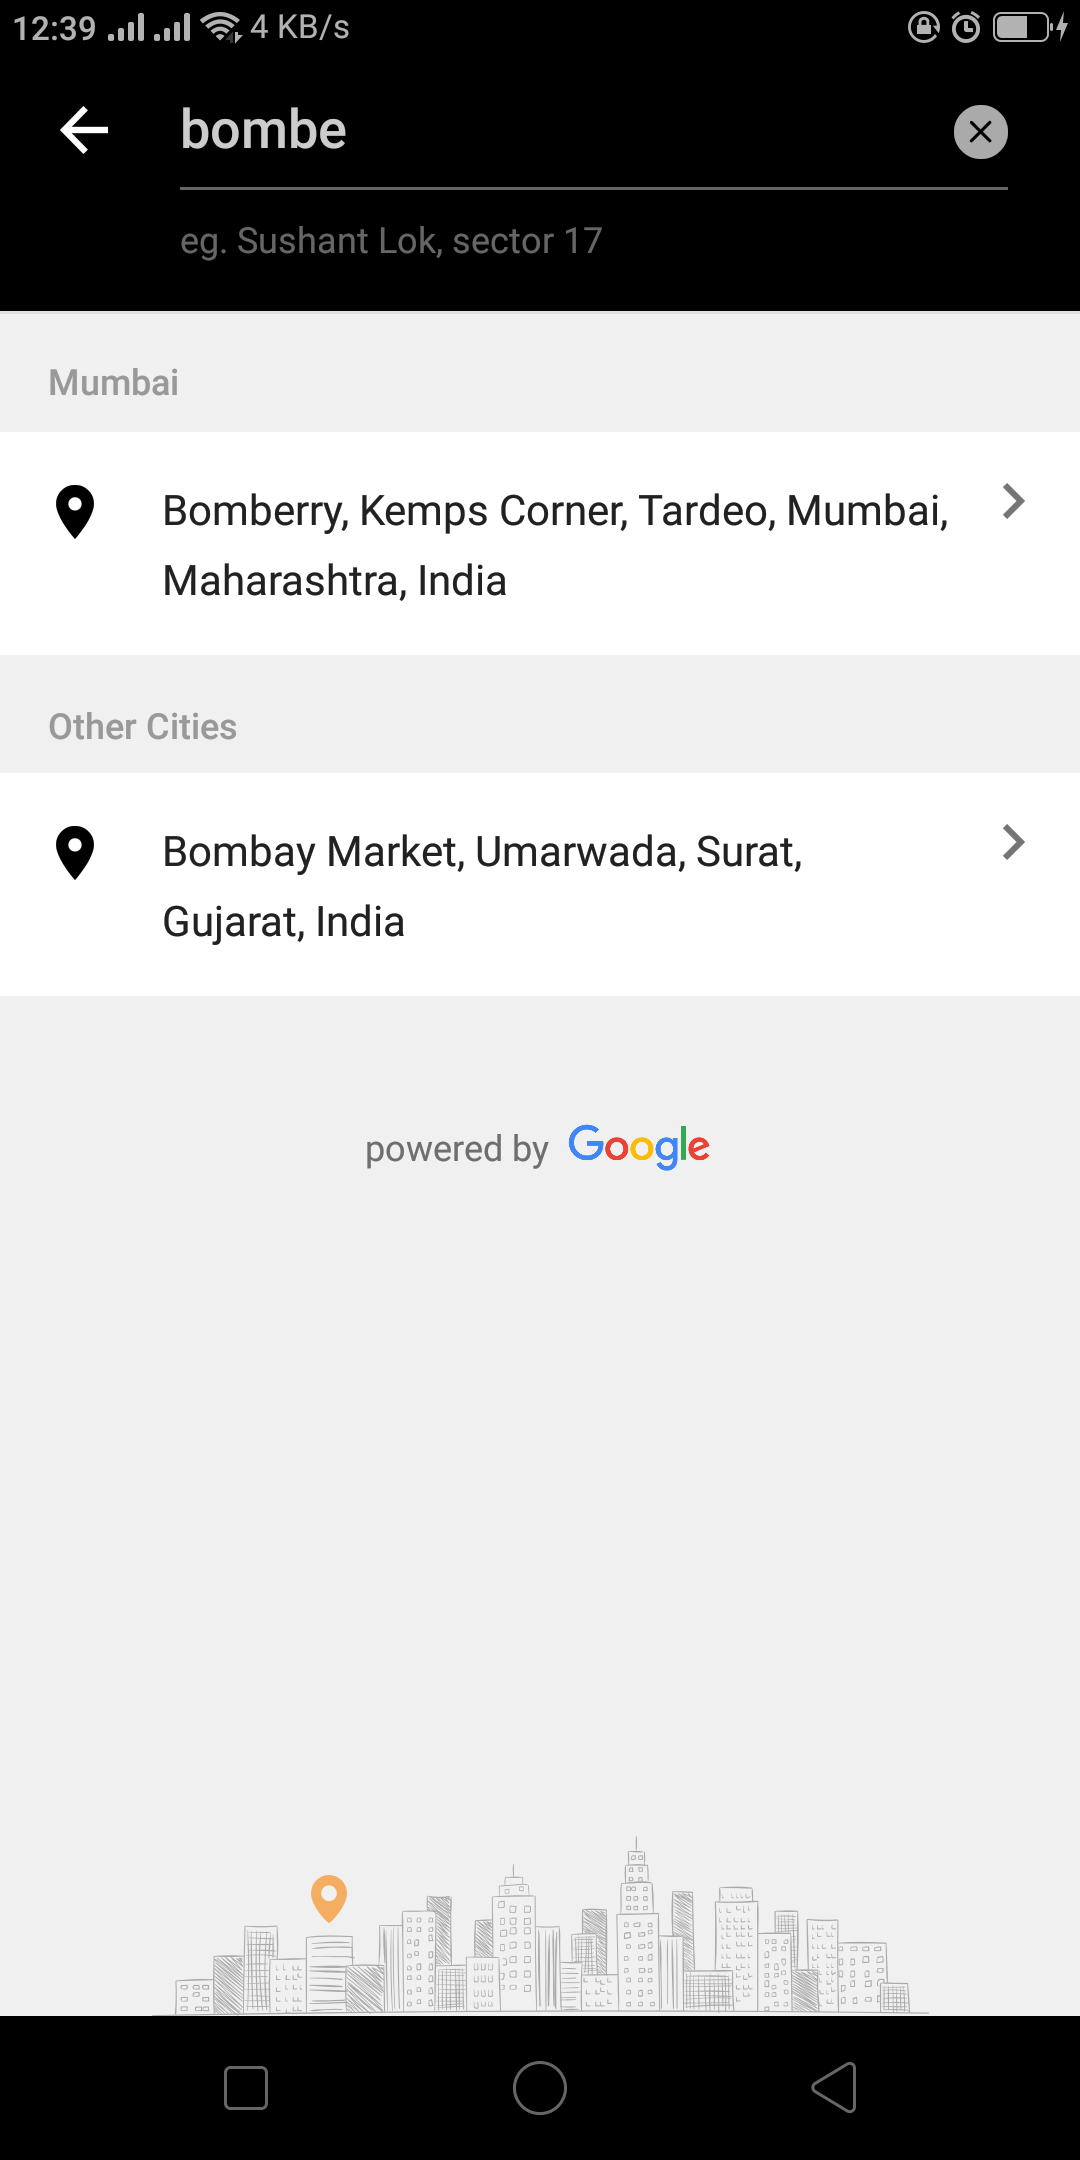 12:39 4 KB/s
bombe
eg. Sushant Lok, sector 17
Mumbai
Bomberry, Kemps Corner, Tardeo, Mumbai,
Maharashtra, India
Other Cities
Bombay Market, Umarwada, Surat,
Gujarat, India
powered by Google